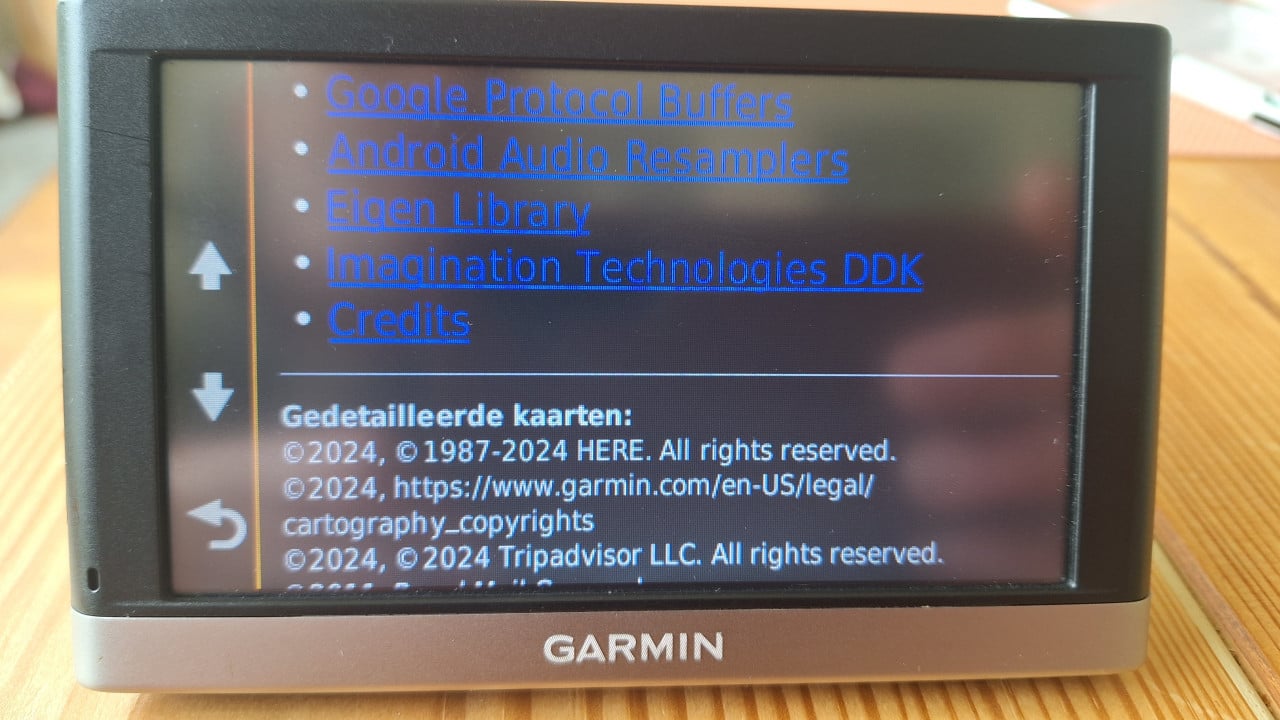 • Google Protocol Buffers
• Android Audio Resamplers
• Eigen Library
• Imagination Technologies DDK
• Credits
Gedetailleerde kaarten:
©2024, ©1987-2024 HERE. All rights reserved.
©2024, https://www.garmin.com/en-US/legal/
cartography_copyrights
©2024, ©2024 Tripadvisor LLC. All rights reserved.
GARMIN